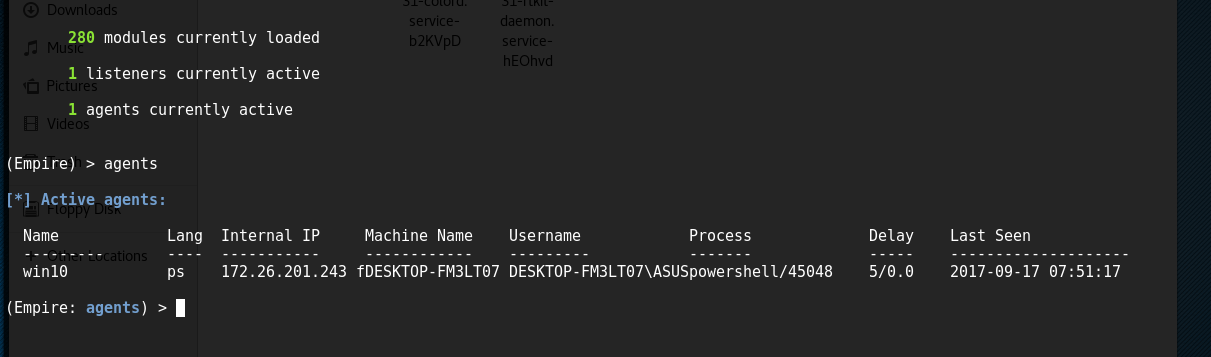 Downloads
31-colord.
service-
b2KVpD
31-rtkit-
daemon.
service-
hEOhvd
280 modules currently loaded
Music
1 listeners currently active
Pictures
1 agents currently active
Videos
(Empire) > agents
[*] Active agents:
Floppy Disk
Name Lang Internal IP Machine Name Username Process Delay Last Seen
--------- ---- ----------- ------------ --------- ------- ----- --------------------
+ Other Locations
win10 ps 172.26.201.243 fDESKTOP-FM3LT07 DESKTOP-FM3LT07\ASUSpowershell/45048 5/0.0 2017-09-17 07:51:17
(Empire: agents) >